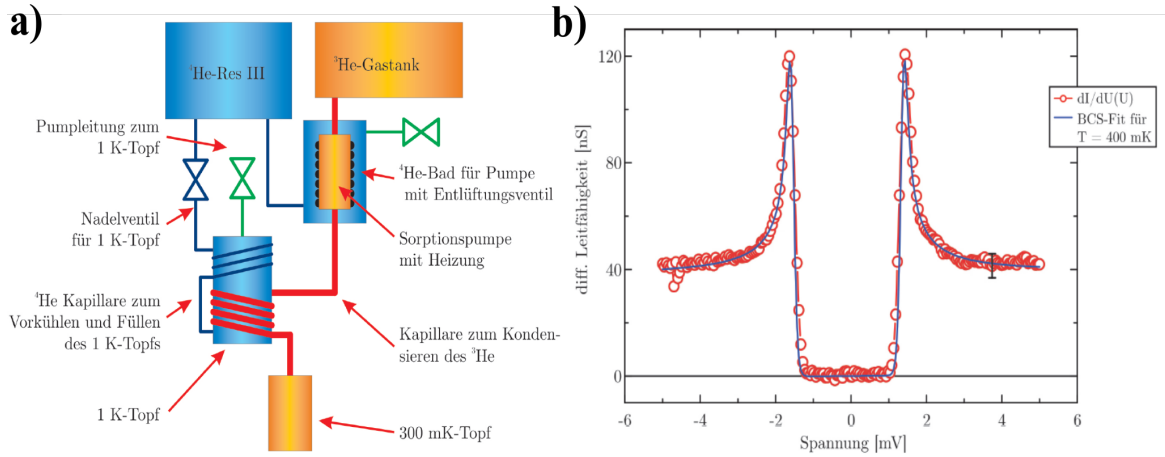 a)
⁴He-Res III
³He-Gastank
Pumpleitung zum
1 K-Topf
⁴He-Bad für Pumpe
mit Entlüftungsventil
Nadelventil
für 1 K-Topf
Sorptionspumpe
mit Heizung
⁴He Kapillare zum
Vorkühlen und Füllen
des 1 K-Topfs
Kapillare zum Konden-
sieren des ³He
1 K-Topf
300 mK-Topf
b)
diff. Leitfähigkeit [nS]
120
80
40
0
dI/dU(U)
BCS-Fit für
T = 400 mK
-6 -4 -2 0 2 4 6
Spannung [mV]